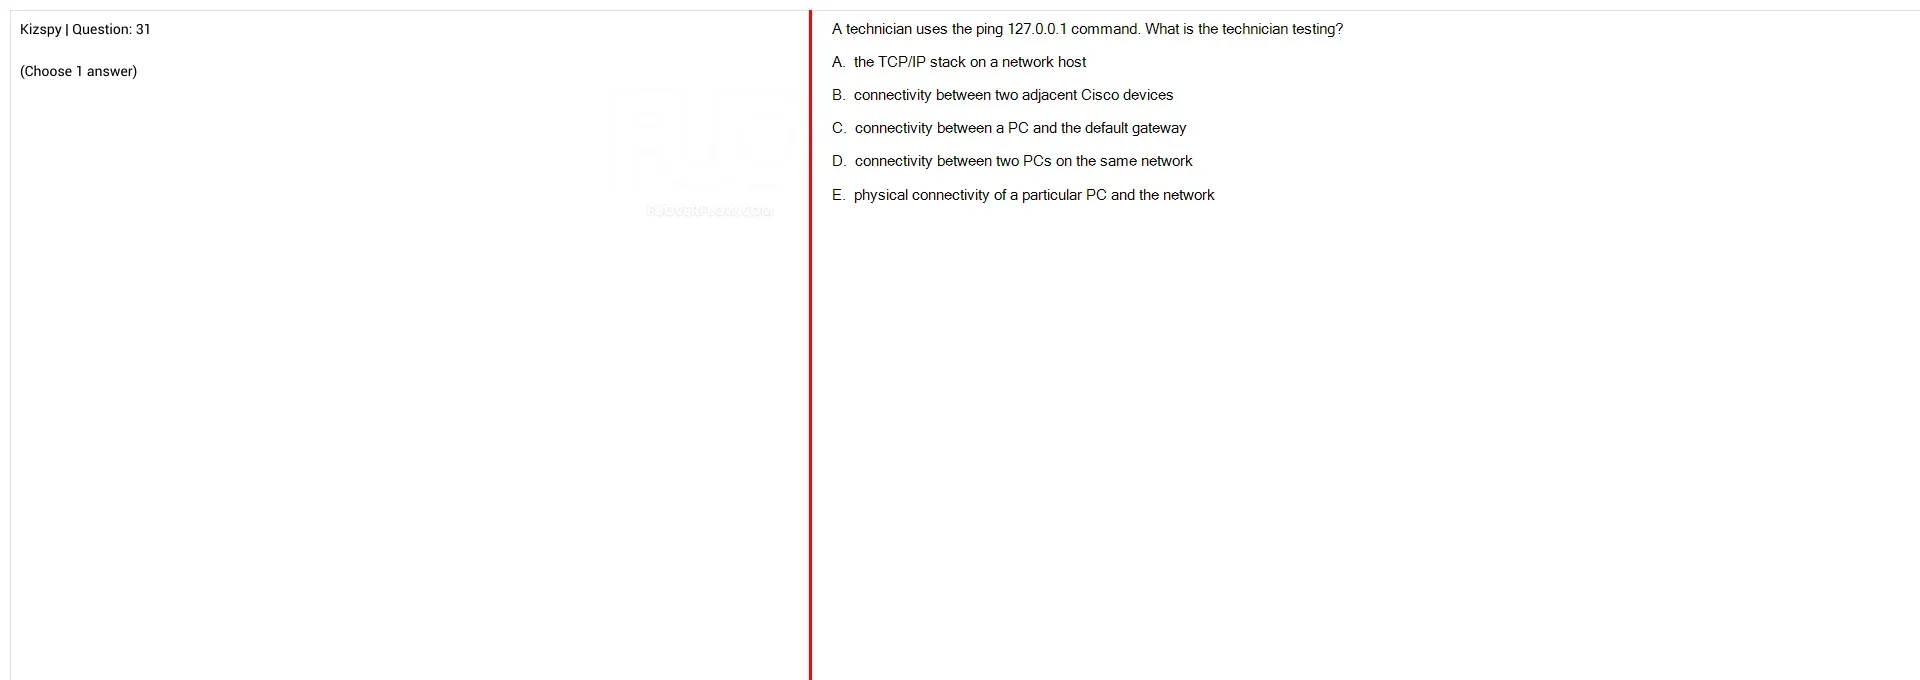 Kizspy | Question: 31
(Choose 1 answer)
FUOVERFLOW.COM
A technician uses the ping 127.0.0.1 command. What is the technician testing?
A. the TCP/IP stack on a network host
B. connectivity between two adjacent Cisco devices
C. connectivity between a PC and the default gateway
D. connectivity between two PCs on the same network
E. physical connectivity of a particular PC and the network